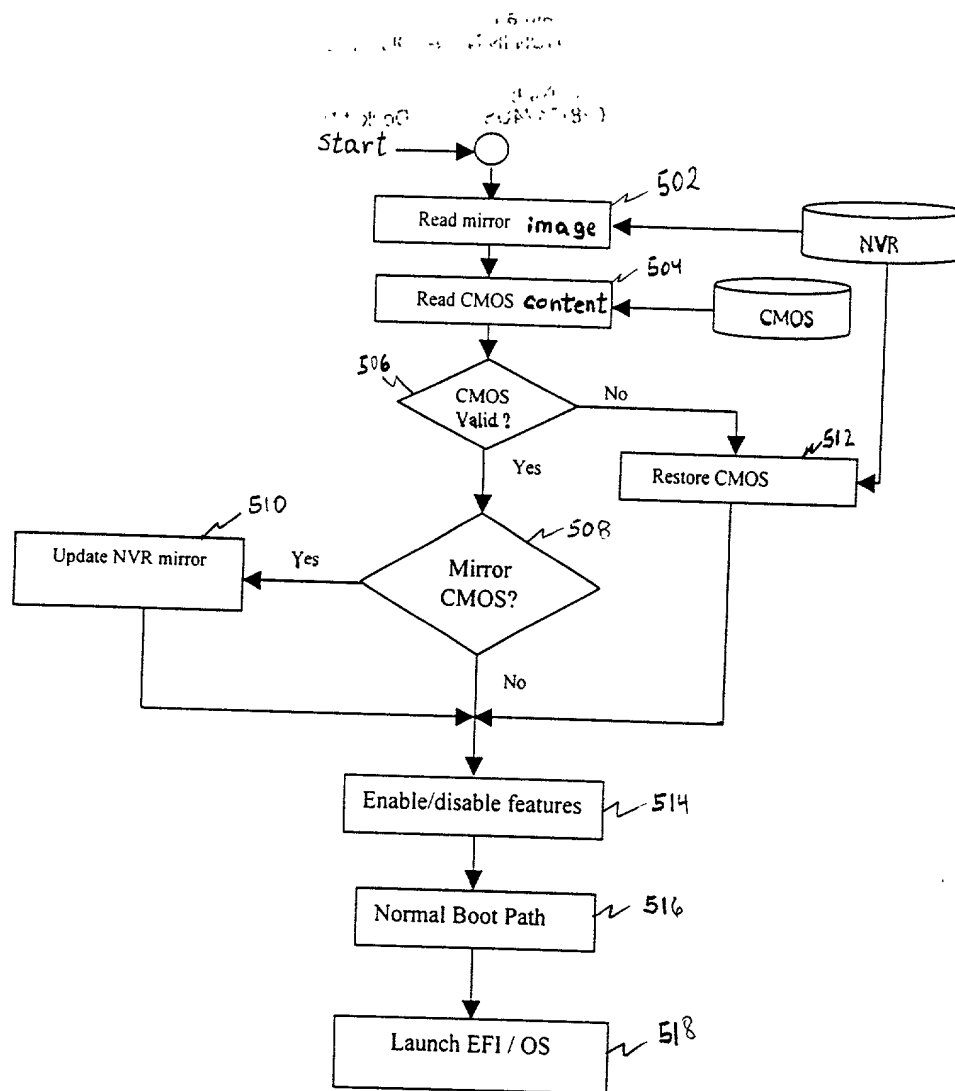 start
502
Read mirror image
NVR
504
Read CMOS content
CMOS
506
CMOS
Valid ?
No
512
Restore CMOS
Yes
510
Update NVR mirror
Yes
508
Mirror
CMOS?
No
Enable/disable features
514
Normal Boot Path
516
Launch EFI / OS
518